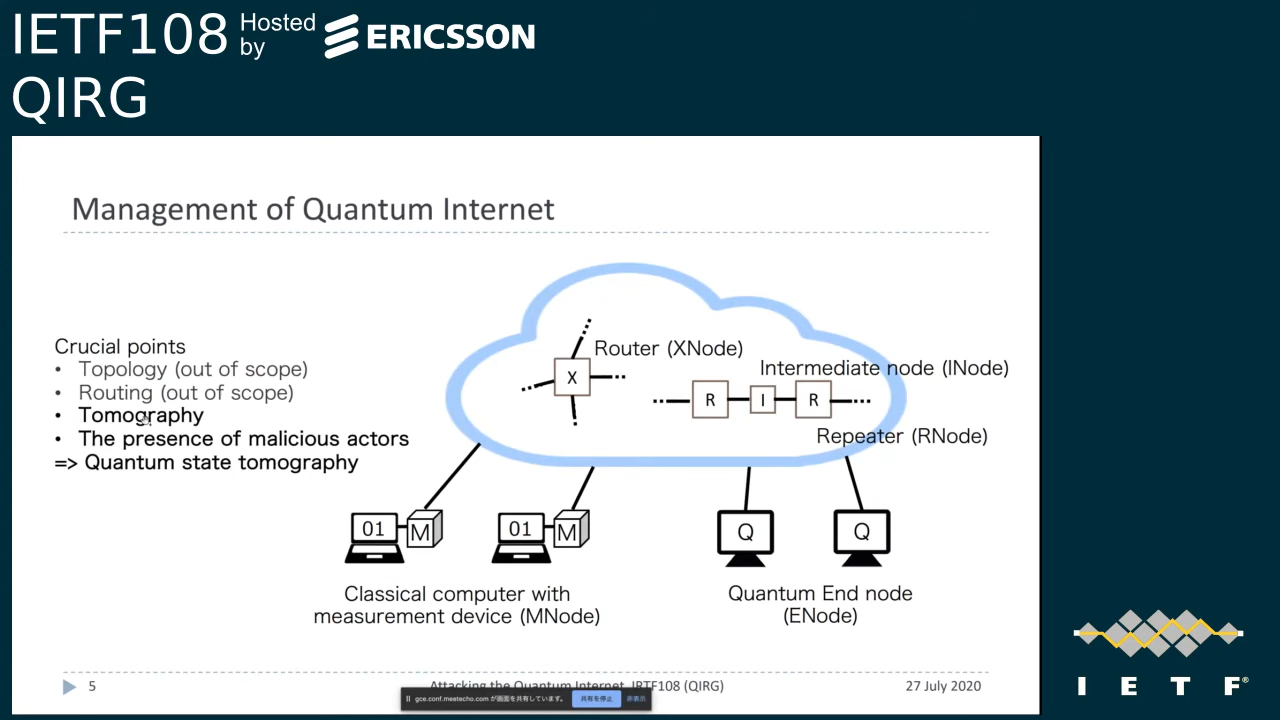 IETF108 Hosted by ERICSSON
QIRG
Management of Quantum Internet
Crucial points
• Topology (out of scope)
• Routing (out of scope)
• Tomography
• The presence of malicious actors
=> Quantum state tomography
Router (XNode)
X
Intermediate node (INode)
R I R
Repeater (RNode)
01 M 01 M Q Q
Classical computer with
measurement device (MNode)
Quantum End node
(ENode)
5
Attacking the Quantum Internet, IRTF108 (QIRG)
27 July 2020
gce.conf.meetecho.com が画面を共有しています。 共有を停止 非表示
I E T F®